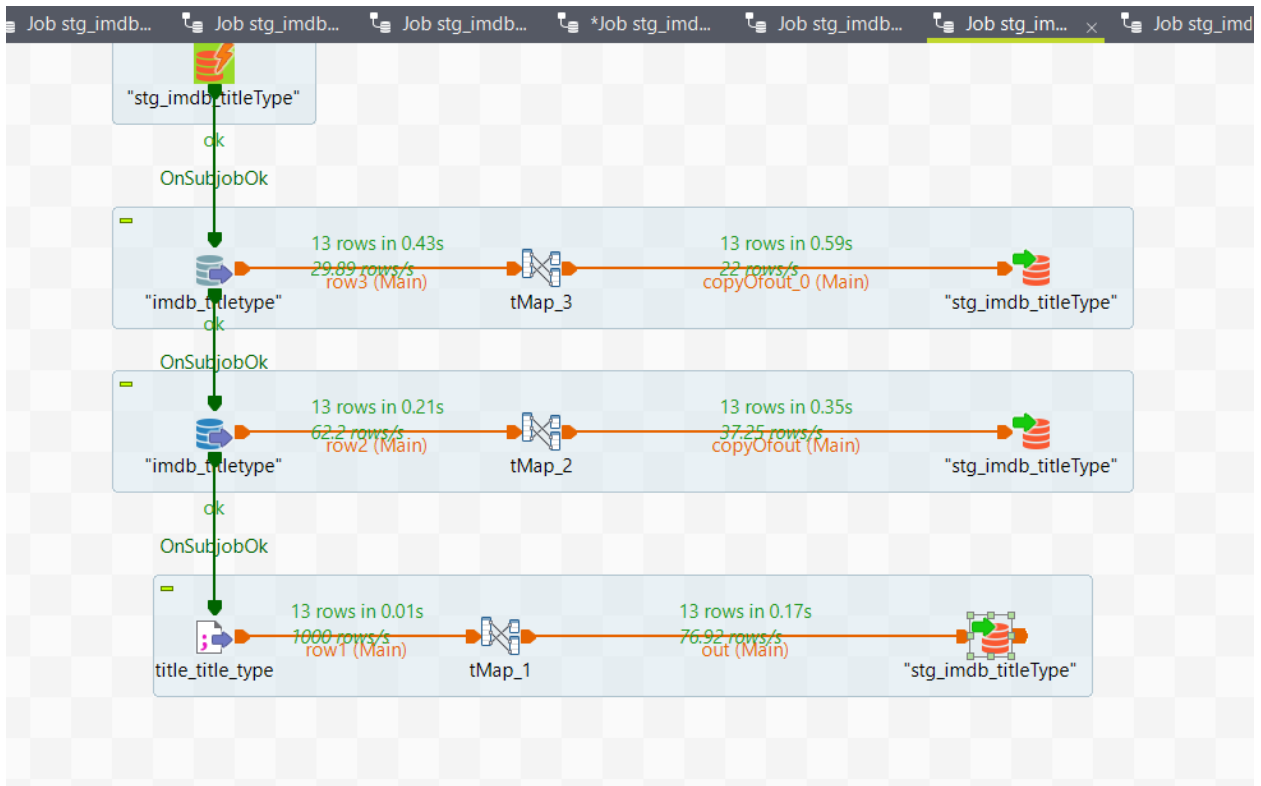 Job stg_imdb... Job stg_imdb... Job stg_imdb... *Job stg_imd... Job stg_imdb... Job stg_im... Job stg_imd
"stg_imdb_titleType"
ok
OnSubjobOk
13 rows in 0.43s
29.89 rows/s
row3 (Main)
13 rows in 0.59s
22 rows/s
copyOfout_0 (Main)
"imdb_titletype"
tMap_3
"stg_imdb_titleType"
ok
OnSubjobOk
13 rows in 0.21s
62.2 rows/s
row2 (Main)
13 rows in 0.35s
37.25 rows/s
copyOfout (Main)
"imdb_titletype"
tMap_2
"stg_imdb_titleType"
ok
OnSubjobOk
13 rows in 0.01s
1000 rows/s
row1 (Main)
13 rows in 0.17s
76.92 rows/s
out (Main)
title_title_type
tMap_1
"stg_imdb_titleType"